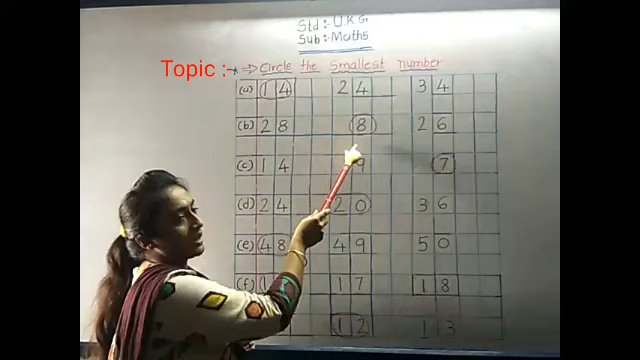 Std :- U.K.G.
Sub :- Maths
Topic :- ⇒ Circle the smallest number
(a) 14 24 34
(b) 28 8 26
(c) 14 9 7
(d) 24 20 36
(e) 48 49 50
(f) 17 18
12 13